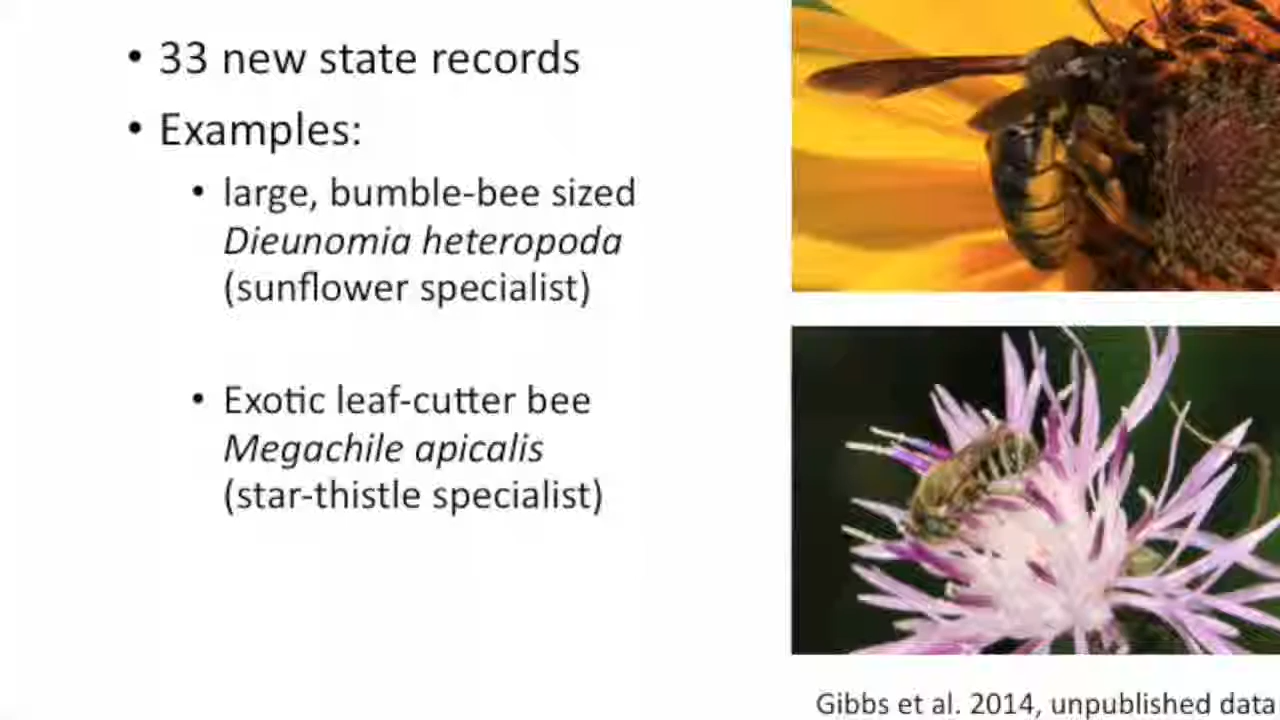 • 33 new state records
• Examples:
• large, bumble-bee sized
Dieunomia heteropoda
(sunflower specialist)
• Exotic leaf-cutter bee
Megachile apicalis
(star-thistle specialist)
Gibbs et al. 2014, unpublished data